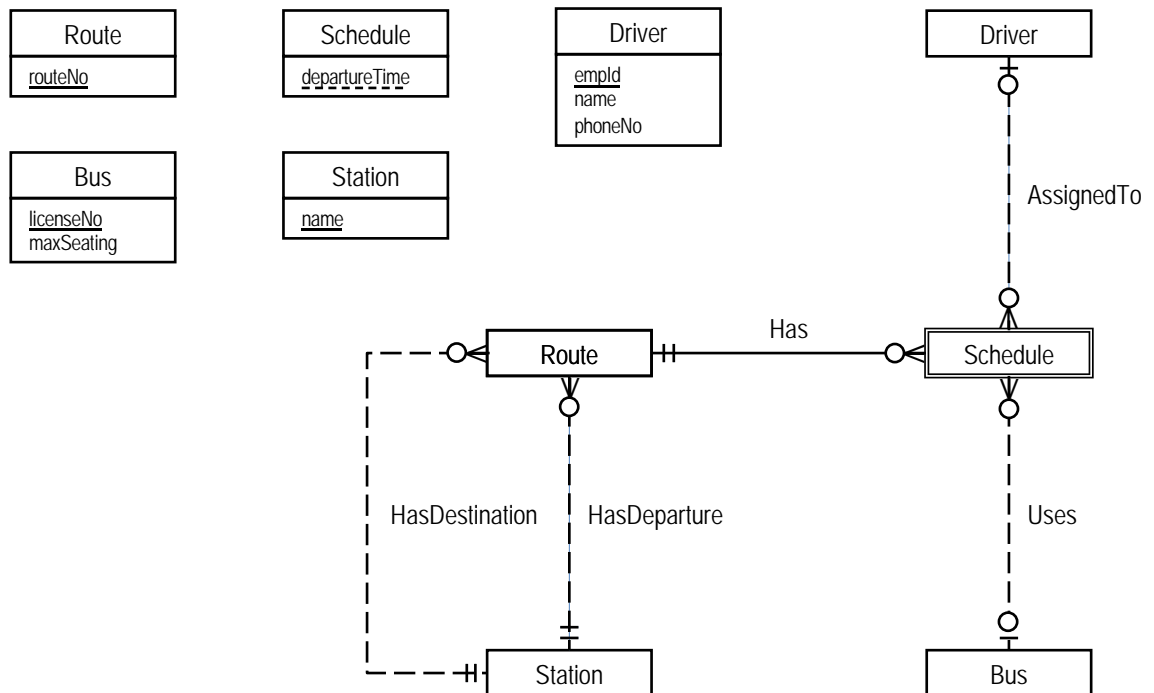 Route
routeNo
Schedule
departureTime
Driver
empId
name
phoneNo
Driver
Bus
licenseNo
maxSeating
Station
name
AssignedTo
Has
Route
Schedule
HasDestination
HasDeparture
Uses
Station
Bus